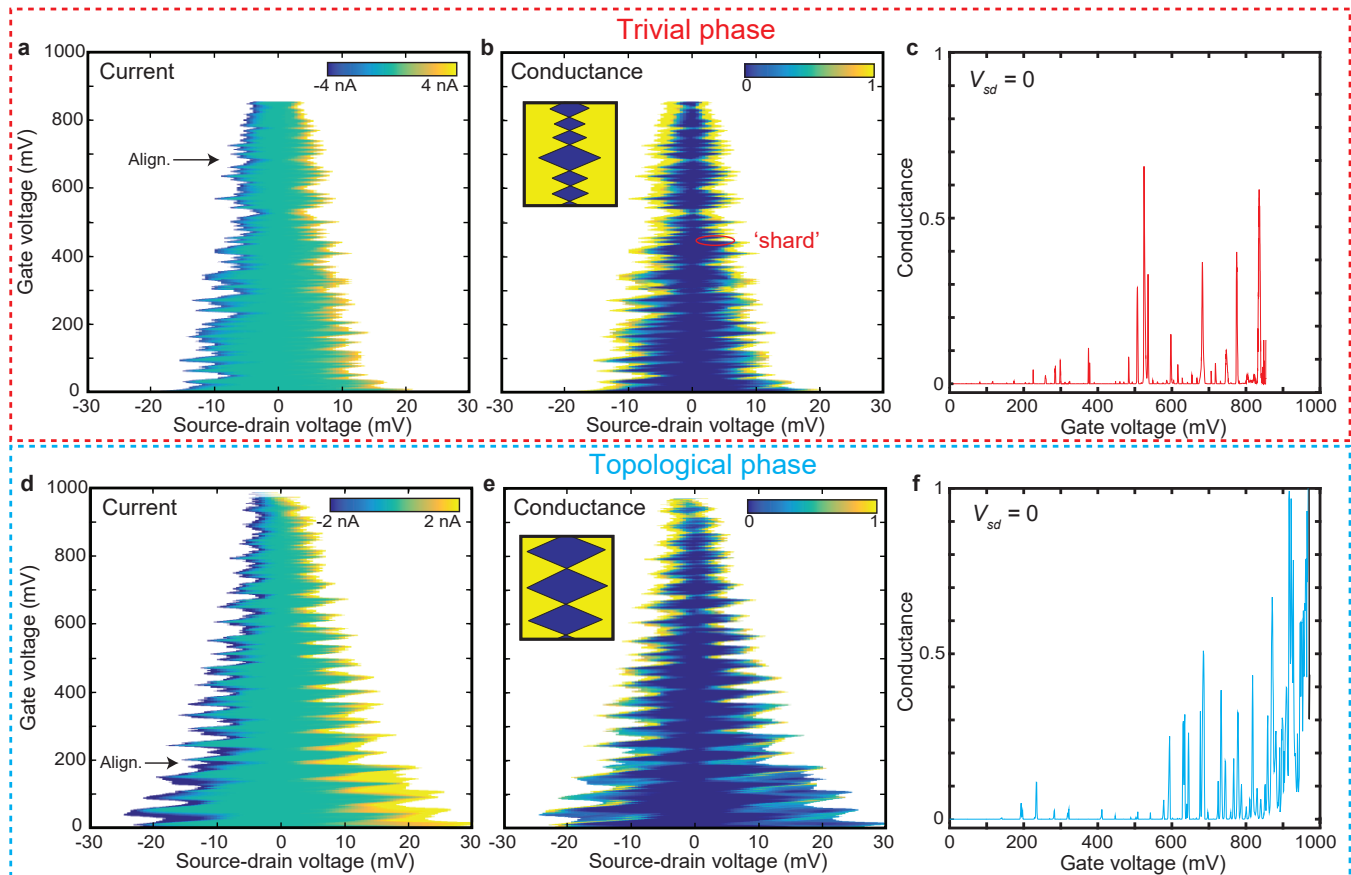 Trivial phase
a
Current
-4 nA 4 nA
Align.
1000
800
600
400
200
0
Gate voltage (mV)
-30 -20 -10 0 10 20 30
Source-drain voltage (mV)
b
Conductance
0 1
'shard'
-30 -20 -10 0 10 20 30
Source-drain voltage (mV)
c
Vsd = 0
1
0.5
0
Conductance
0 200 400 600 800 1000
Gate voltage (mV)
Topological phase
d
Current
-2 nA 2 nA
Align.
1000
800
600
400
200
0
Gate voltage (mV)
-30 -20 -10 0 10 20 30
Source-drain voltage (mV)
e
Conductance
0 1
-30 -20 -10 0 10 20 30
Source-drain voltage (mV)
f
Vsd = 0
1
0.5
0
Conductance
0 200 400 600 800 1000
Gate voltage (mV)